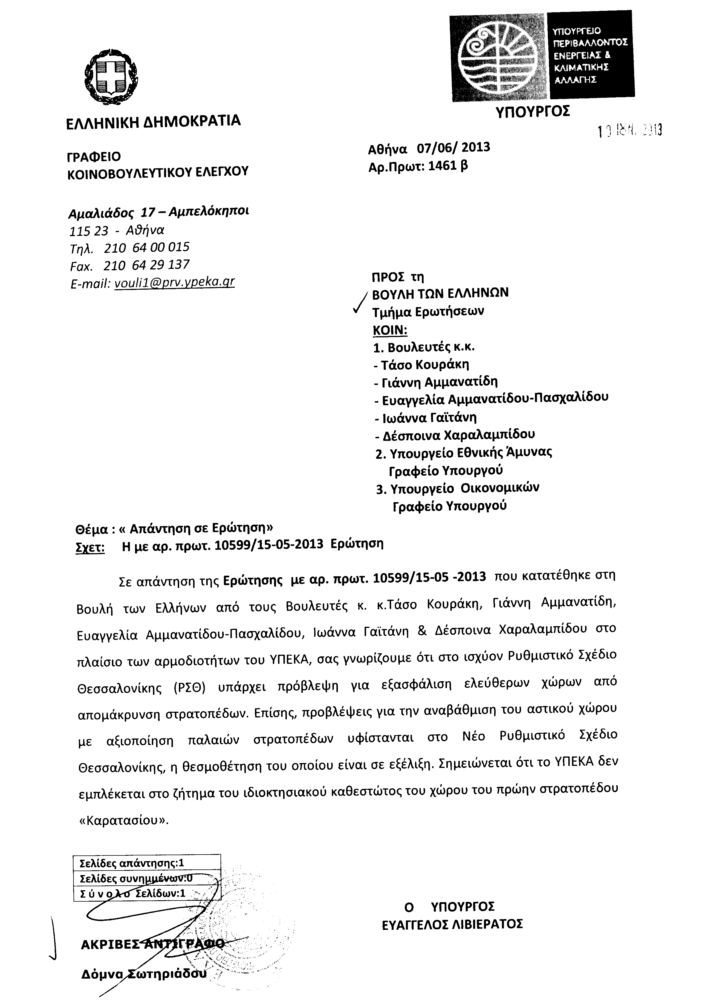 ΥΠΟΥΡΓΕΙΟ
ΠΕΡΙΒΑΛΛΟΝΤΟΣ
ΕΝΕΡΓΕΙΑΣ &
ΚΛΙΜΑΤΙΚΗΣ
ΑΛΛΑΓΗΣ
ΥΠΟΥΡΓΟΣ
2013
ΕΛΛΗΝΙΚΗ ΔΗΜΟΚΡΑΤΙΑ
ΓΡΑΦΕΙΟ
ΚΟΙΝΟΒΟΥΛΕΥΤΙΚΟΥ ΕΛΕΓΧΟΥ
Αθήνα 07/06/ 2013
Αρ.Πρωτ: 1461 β
Αμαλιάδος 17 – Αμπελόκηποι
115 23 - Αθήνα
Τηλ. 210 64 00 015
Fax. 210 64 29 137
E-mail: vouli1@prv.ypeka.gr
ΠΡΟΣ τη
ΒΟΥΛΗ ΤΩΝ ΕΛΛΗΝΩΝ
Τμήμα Ερωτήσεων
ΚΟΙΝ:
1. Βουλευτές κ.κ.
- Τάσο Κουράκη
- Γιάννη Αμμανατίδη
- Ευαγγελία Αμμανατίδου-Πασχαλίδου
- Ιωάννα Γαϊτάνη
- Δέσποινα Χαραλαμπίδου
2. Υπουργείο Εθνικής Άμυνας
Γραφείο Υπουργού
3. Υπουργείο Οικονομικών
Γραφείο Υπουργού
Θέμα : « Απάντηση σε Ερώτηση»
Σχετ: Η με αρ. πρωτ. 10599/15-05-2013 Ερώτηση
Σε απάντηση της Ερώτησης με αρ. πρωτ. 10599/15-05 -2013 που κατατέθηκε στη
Βουλή των Ελλήνων από τους Βουλευτές κ. κ.Τάσο Κουράκη, Γιάννη Αμμανατίδη,
Ευαγγελία Αμμανατίδου-Πασχαλίδου, Ιωάννα Γαϊτάνη & Δέσποινα Χαραλαμπίδου στο
πλαίσιο των αρμοδιοτήτων του ΥΠΕΚΑ, σας γνωρίζουμε ότι στο ισχύον Ρυθμιστικό Σχέδιο
Θεσσαλονίκης (ΡΣΘ) υπάρχει πρόβλεψη για εξασφάλιση ελεύθερων χώρων από
απομάκρυνση στρατοπέδων. Επίσης, προβλέψεις για την αναβάθμιση του αστικού χώρου
με αξιοποίηση παλαιών στρατοπέδων υφίστανται στο Νέο Ρυθμιστικό Σχέδιο
Θεσσαλονίκης, η θεσμοθέτηση του οποίου είναι σε εξέλιξη. Σημειώνεται ότι το ΥΠΕΚΑ δεν
εμπλέκεται στο ζήτημα του ιδιοκτησιακού καθεστώτος του χώρου του πρώην στρατοπέδου
«Καρατασίου».
Σελίδες απάντησης:1
Σελίδες συνημμένων:0
Σ ύ ν ο λ ο Σελίδων:1
Ο ΥΠΟΥΡΓΟΣ
ΕΥΑΓΓΕΛΟΣ ΛΙΒΙΕΡΑΤΟΣ
ΑΚΡΙΒΕΣ ΑΝΤΙΓΡΑΦΟ
Δόμνα Σωτηριάδου